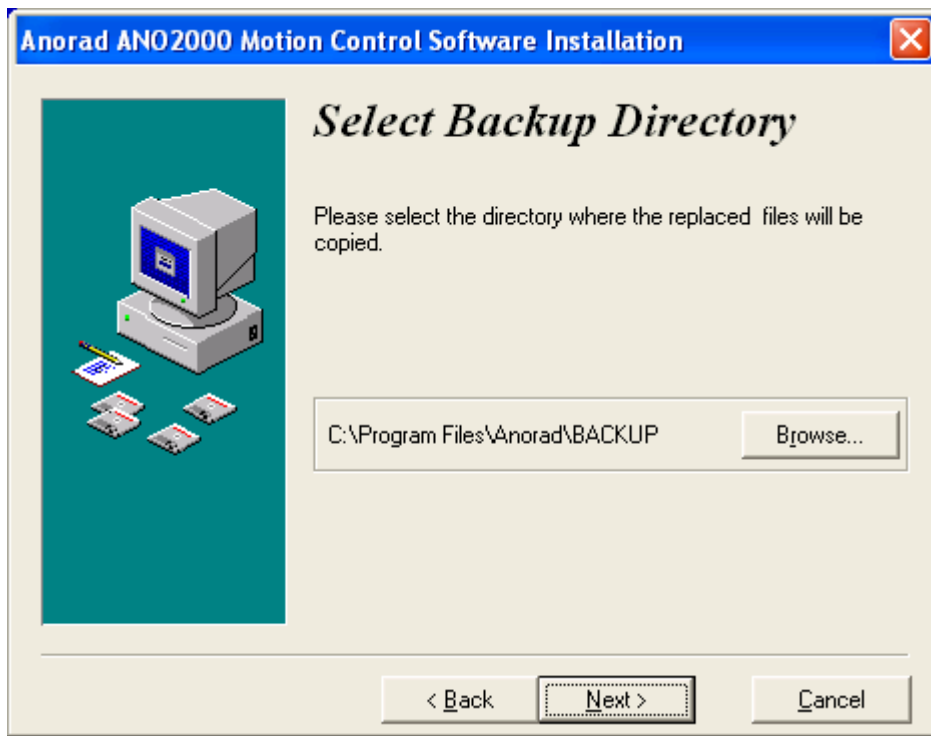 Anorad ANO2000 Motion Control Software Installation
Select Backup Directory
Please select the directory where the replaced  files will be
copied.
C:\Program Files\Anorad\BACKUP
Browse...
< Back
Next >
Cancel